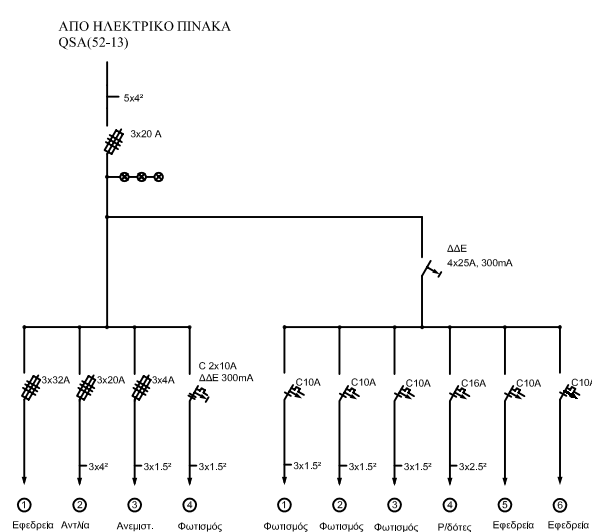 ΑΠΟ ΗΛΕΚΤΡΙΚΟ ΠΙΝΑΚΑ
QSA(52-13)
5x4²
3x20 A
ΔΔΕ
4x25A, 300mA
C 2x10A
ΔΔΕ 300mA
3x32A 3x20A 3x4A C10A C10A C10A C16A C10A C10A
3x4² 3x1.5² 3x1.5² 3x1.5² 3x1.5² 3x1.5² 3x2.5²
1 2 3 4 1 2 3 4 5 6
Εφεδρεία Αντλία Ανεμιστ. Φωτισμός Φωτισμός Φωτισμός Φωτισμός Ρ/δότες Εφεδρεία Εφεδρεία